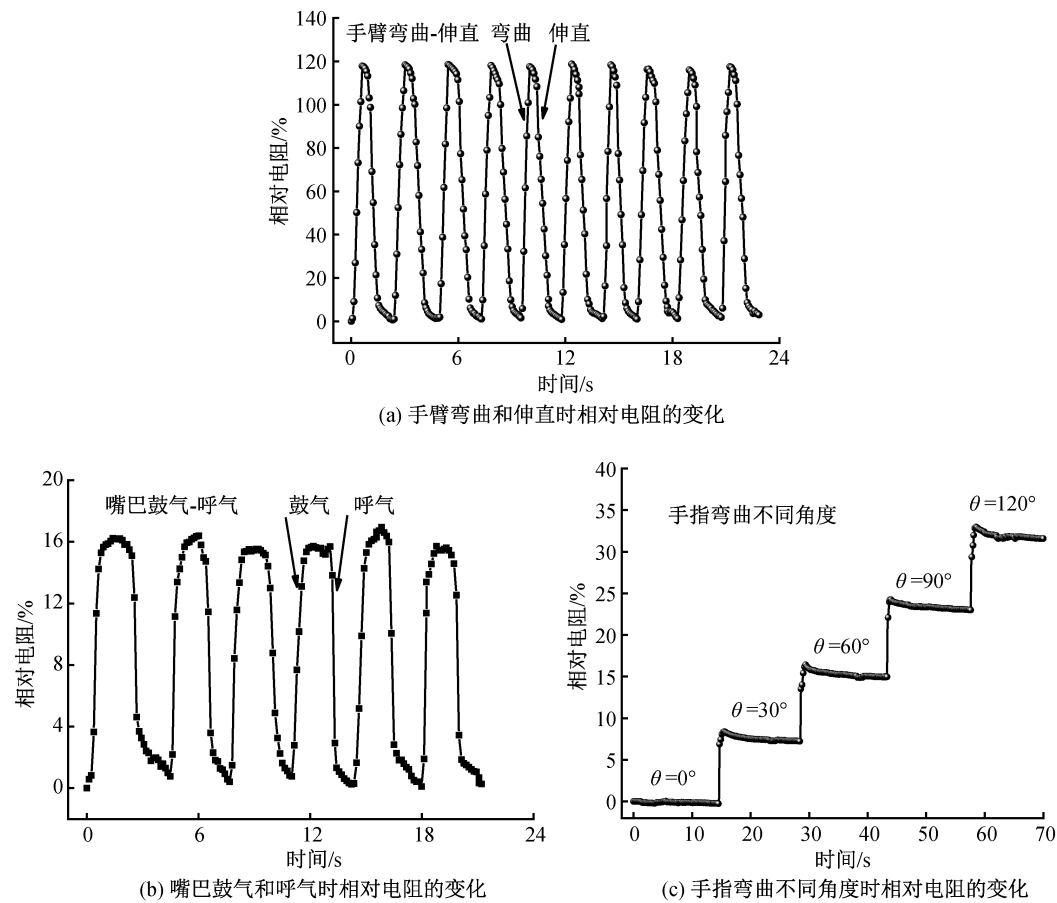 140
120
100
80
60
40
20
0
相对电阻/%
手臂弯曲-伸直 弯曲 伸直
0 6 12 18 24
时间/s
(a) 手臂弯曲和伸直时相对电阻的变化
20
16
12
8
4
0
相对电阻/%
嘴巴鼓气-呼气 鼓气 呼气
0 6 12 18 24
时间/s
(b) 嘴巴鼓气和呼气时相对电阻的变化
40
35
30
25
20
15
10
5
0
相对电阻/%
手指弯曲不同角度
θ=120°
θ=90°
θ=60°
θ=30°
θ=0°
0 10 20 30 40 50 60 70
时间/s
(c) 手指弯曲不同角度时相对电阻的变化